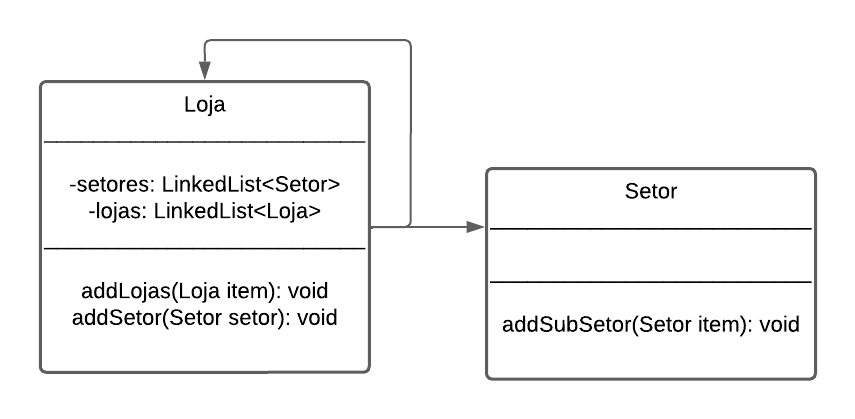 Loja
-setores: LinkedList<Setor>
-lojas: LinkedList<Loja>
addLojas(Loja item): void
addSetor(Setor setor): void
Setor
addSubSetor(Setor item): void